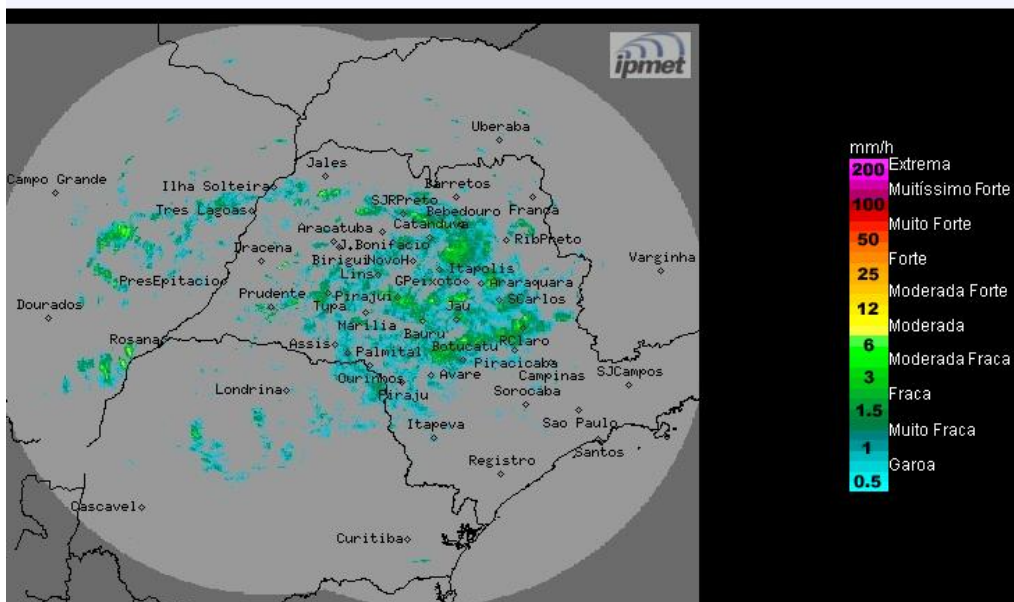 ipmet
Uberaba
Campo Grande
Jales
Ilha Solteira
Barretos
SJRPreto
Tres Lagoas
Bebedouro
Franca
Catanduva
Aracatuba
RibPreto
Dracena
J.Bonifacio
Birigui
NovoH
Varginha
Lins
Itapolis
PresEpitacio
GPeixoto
Araraquara
Prudente
Pirajui
SCarlos
Dourados
Tupa
Jau
Marilia
Bauru
Rosana
Assis
Botucatu
RClaro
Palmital
Piracicaba
Ourinhos
Avare
Campinas
SJCampos
Londrina
Piraju
Sorocaba
Itapeva
Sao Paulo
Santos
Registro
Cascavel
Curitiba
mm/h
200 Extrema
Muitíssimo Forte
100
Muito Forte
50
Forte
25
Moderada Forte
12
Moderada
6
Moderada Fraca
3
Fraca
1.5
Muito Fraca
1
Garoa
0.5